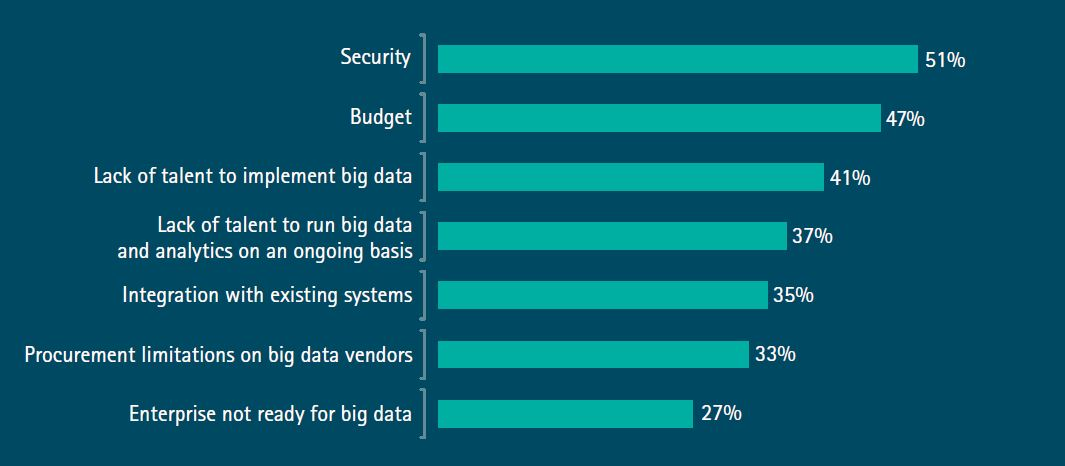 Security 51%
Budget 47%
Lack of talent to implement big data 41%
Lack of talent to run big data
and analytics on an ongoing basis 37%
Integration with existing systems 35%
Procurement limitations on big data vendors 33%
Enterprise not ready for big data 27%